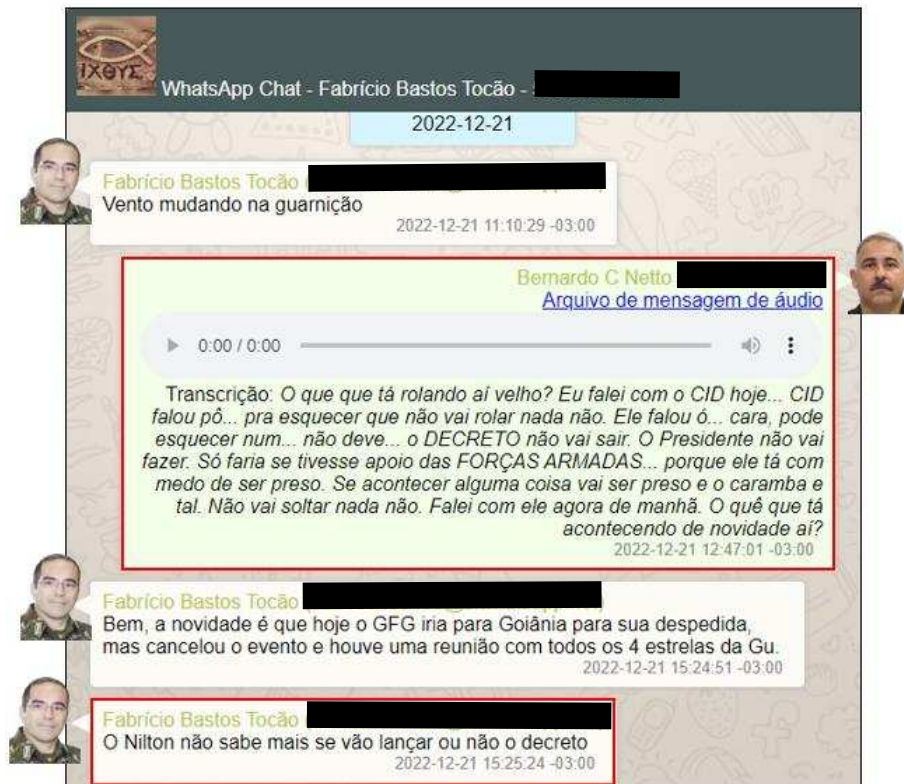 ΙΧΘΥΣ
WhatsApp Chat - Fabrício Bastos Tocão -
2022-12-21
Fabrício Bastos Tocão
Vento mudando na guarnição
2022-12-21 11:10:29 -03:00
Bernardo C Netto
Arquivo de mensagem de áudio
0:00 / 0:00
Transcrição: O que que tá rolando aí velho? Eu falei com o CID hoje... CID
falou pô... pra esquecer que não vai rolar nada não. Ele falou ó... cara, pode
esquecer num... não deve... o DECRETO não vai sair. O Presidente não vai
fazer. Só faria se tivesse apoio das FORÇAS ARMADAS... porque ele tá com
medo de ser preso. Se acontecer alguma coisa vai ser preso e o caramba e
tal. Não vai soltar nada não. Falei com ele agora de manhã. O quê que tá
acontecendo de novidade aí?
2022-12-21 12:47:01 -03:00
Fabrício Bastos Tocão
Bem, a novidade é que hoje o GFG iria para Goiânia para sua despedida,
mas cancelou o evento e houve uma reunião com todos os 4 estrelas da Gu.
2022-12-21 15:24:51 -03:00
Fabrício Bastos Tocão
O Nilton não sabe mais se vão lançar ou não o decreto
2022-12-21 15:25:24 -03:00